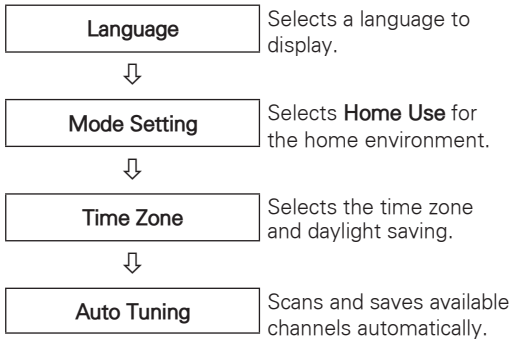 Language
Selects a language to
display.
Mode Setting
Selects Home Use for
the home environment.
Time Zone
Selects the time zone
and daylight saving.
Auto Tuning
Scans and saves available
channels automatically.